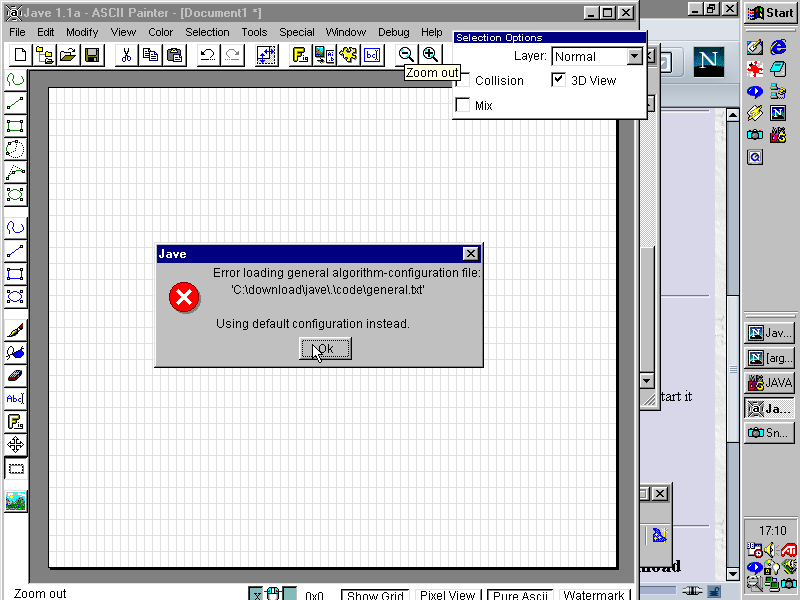 Jave 1.1a - ASCII Painter - [Document1 *]
File Edit Modify View Color Selection Tools Special Window Debug Help
Selection Options
Layer: Normal
Collision 3D View
Mix
Zoom out
Start
N
Abc
Jave
Error loading general algorithm-configuration file:
'C:\download\jave\.\code\general.txt'
Using default configuration instead.
Ok
Jav...
[arg...
JAVA
Ja...
Sn...
tart it
load
17:10
Zoom out 0x0 Show Grid Pixel View Pure Ascii Watermark